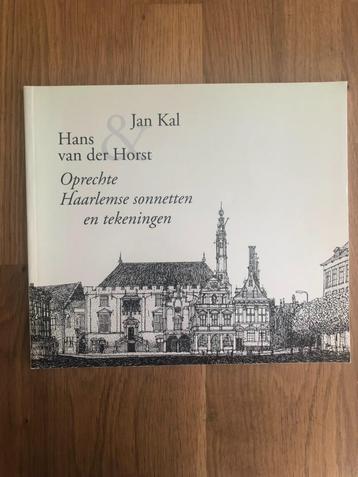 Jan Kal
&
Hans
van der Horst
Oprechte
Haarlemse sonnetten
en tekeningen